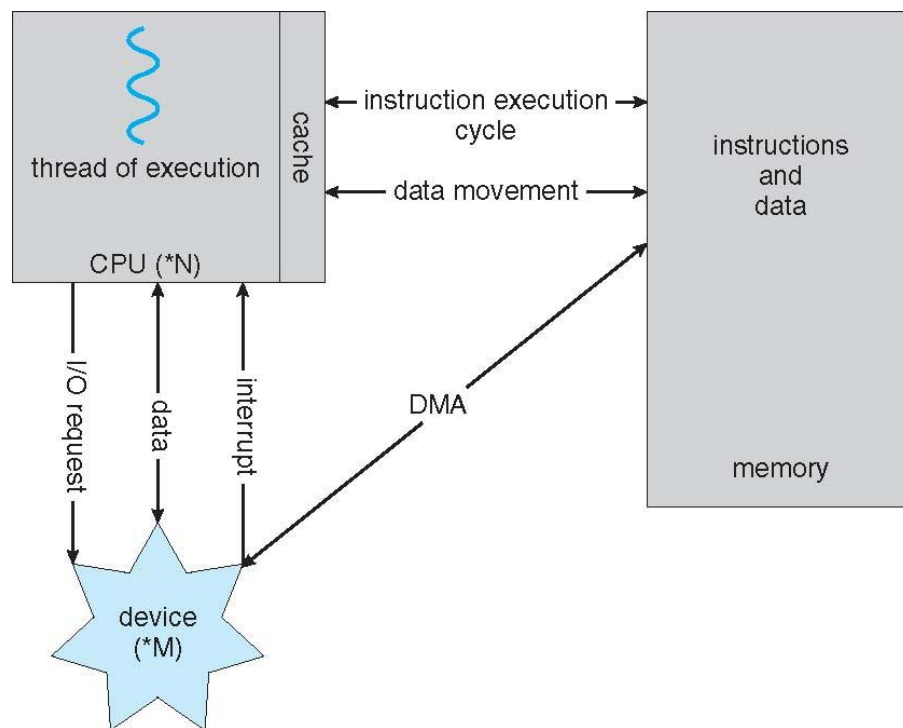 thread of execution
cache
CPU (*N)
instruction execution
cycle
data movement
instructions
and
data
I/O request
data
interrupt
DMA
memory
device
(*M)